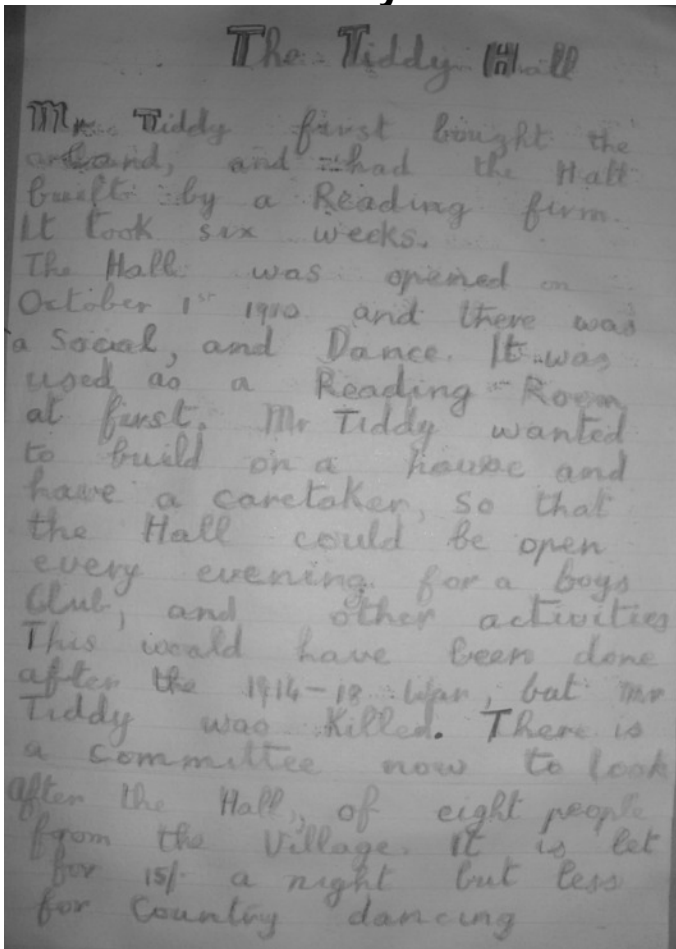 The Tiddy Hall
Mr Tiddy first bought the
and, and had the Hall
built by a Reading firm.
It took six weeks.
The Hall was opened on
October 1st 1910 and there was
a Social, and Dance. It was
used as a Reading Room
at first. Mr Tiddy wanted
to build on a house and
have a caretaker, so that
the Hall could be open
every evening for a boys
Club, and other activities
This would have been done
after the 1914-18 War, but Mr
Tiddy was Killed. There is
a committee now to look
after the Hall, of eight people
from the Village. It is let
for 15/- a night but less
for Country dancing